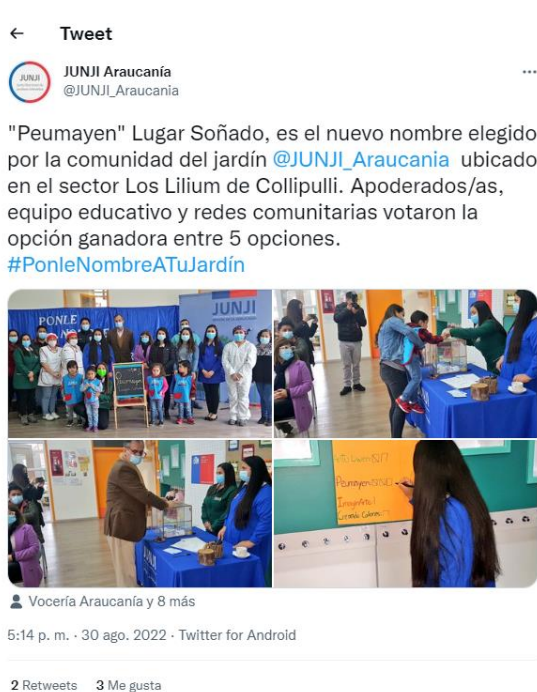 Tweet
JUNJI
JUNJI Araucanía
@JUNJI_Araucania
"Peumayen" Lugar Soñado, es el nuevo nombre elegido
por la comunidad del jardín @JUNJI_Araucania ubicado
en el sector Los Lilium de Collipulli. Apoderados/as,
equipo educativo y redes comunitarias votaron la
opción ganadora entre 5 opciones.
#PonleNombreATuJardín
PONLE
JUNJI
JUNJI
Peumayen
Vocería Araucanía y 8 más
5:14 p. m. · 30 ago. 2022 · Twitter for Android
2 Retweets 3 Me gusta